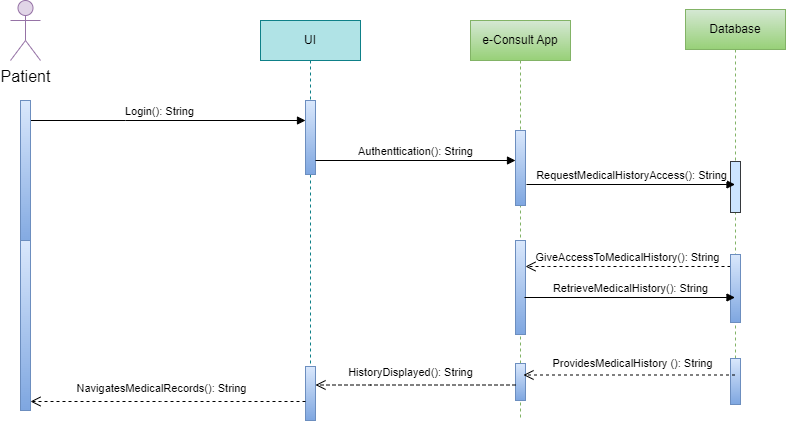 UI
e-Consult App
Database
Patient
Login(): String
Authenttication(): String
RequestMedicalHistoryAccess(): String
GiveAccessToMedicalHistory(): String
RetrieveMedicalHistory(): String
ProvidesMedicalHistory (): String
HistoryDisplayed(): String
NavigatesMedicalRecords(): String